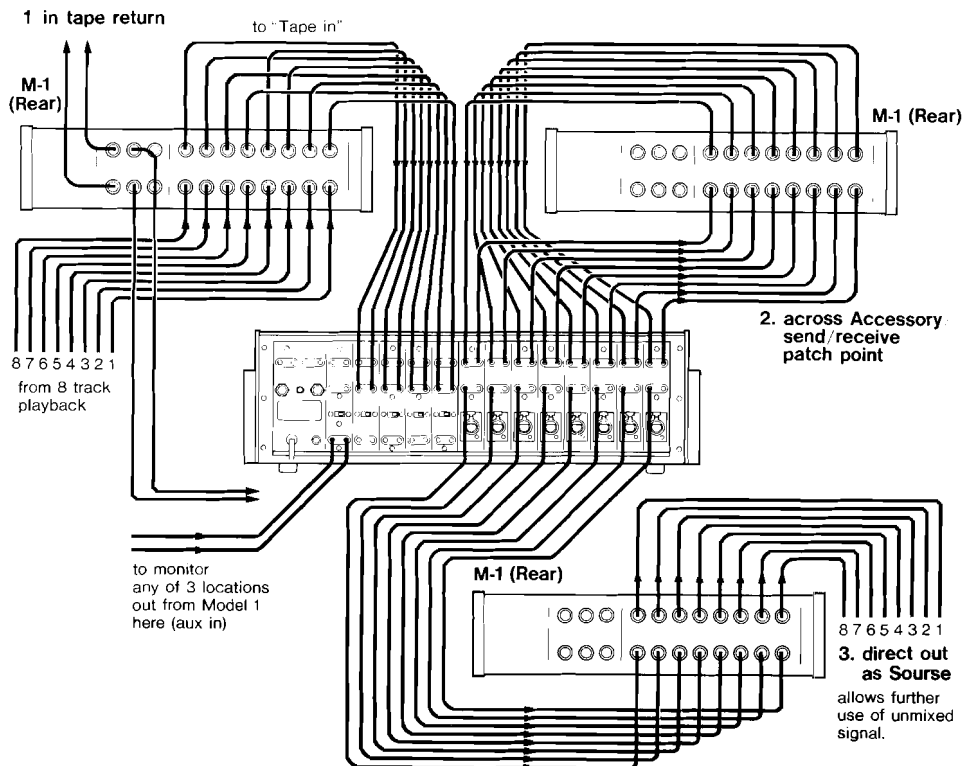 1 in tape return
to "Tape in"
M-1
(Rear)
M-1 (Rear)
8 7 6 5 4 3 2 1
from 8 track
playback
2. across Accessory
send/receive
patch point
to monitor
any of 3 locations
out from Model 1
here (aux in)
M-1 (Rear)
8 7 6 5 4 3 2 1
3. direct out
as Sourse
allows further
use of unmixed
signal.